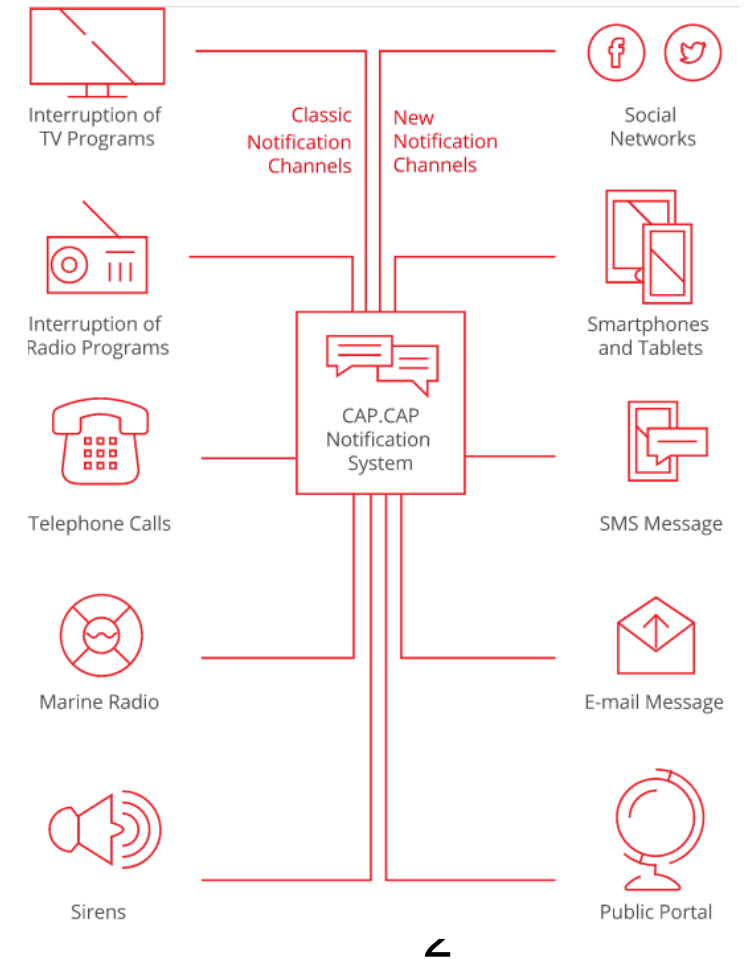 Interruption of
TV Programs
Classic
Notification
Channels
New
Notification
Channels
Social
Networks
Interruption of
Radio Programs
Smartphones
and Tablets
CAP.CAP
Notification
System
Telephone Calls
SMS Message
Marine Radio
E-mail Message
Sirens
Public Portal